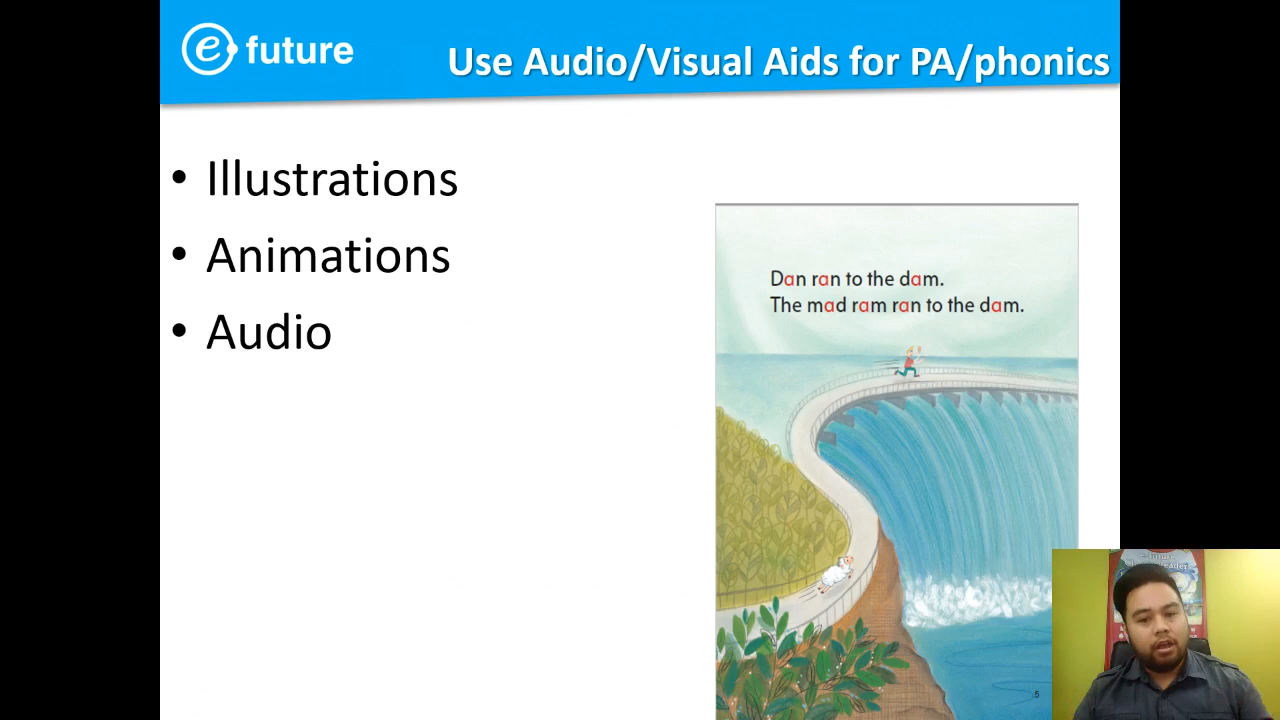 e future
Use Audio/Visual Aids for PA/phonics
• Illustrations
• Animations
• Audio
Dan ran to the dam.
The mad ram ran to the dam.
5